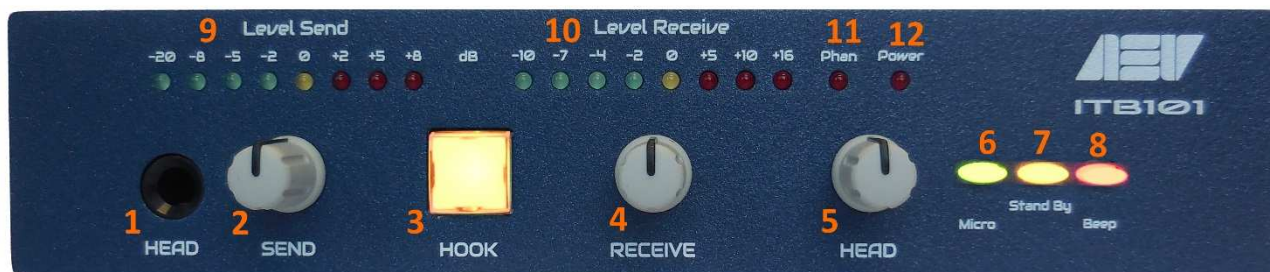 9 Level Send 10 Level Receive 11 12
-20 -8 -5 -2 0 +2 +5 +8 dB -10 -7 -4 -2 0 +5 +10 +16 Phan Power
AEV
ITB101
6 7 8
1 2 3 4 5
Stand By
Micro Beep
HEAD SEND HOOK RECEIVE HEAD